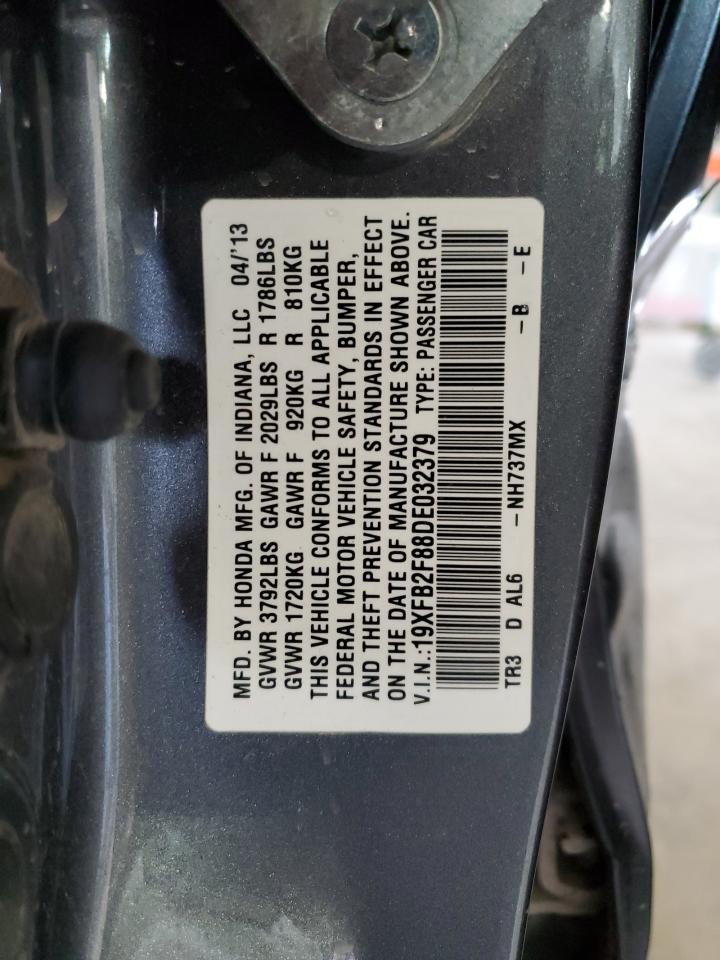 MFD. BY HONDA MFG. OF INDIANA, LLC 04/'13
GVWR 3792LBS GAWR F 2029LBS R 1786LBS
GVWR 1720KG GAWR F 920KG R 810KG
THIS VEHICLE CONFORMS TO ALL APPLICABLE
FEDERAL MOTOR VEHICLE SAFETY, BUMPER,
AND THEFT PREVENTION STANDARDS IN EFFECT
ON THE DATE OF MANUFACTURE SHOWN ABOVE.
V.I.N.:19XFB2F88DE032379 TYPE: PASSENGER CAR
TR3 D AL6 -NH737MX -B -E